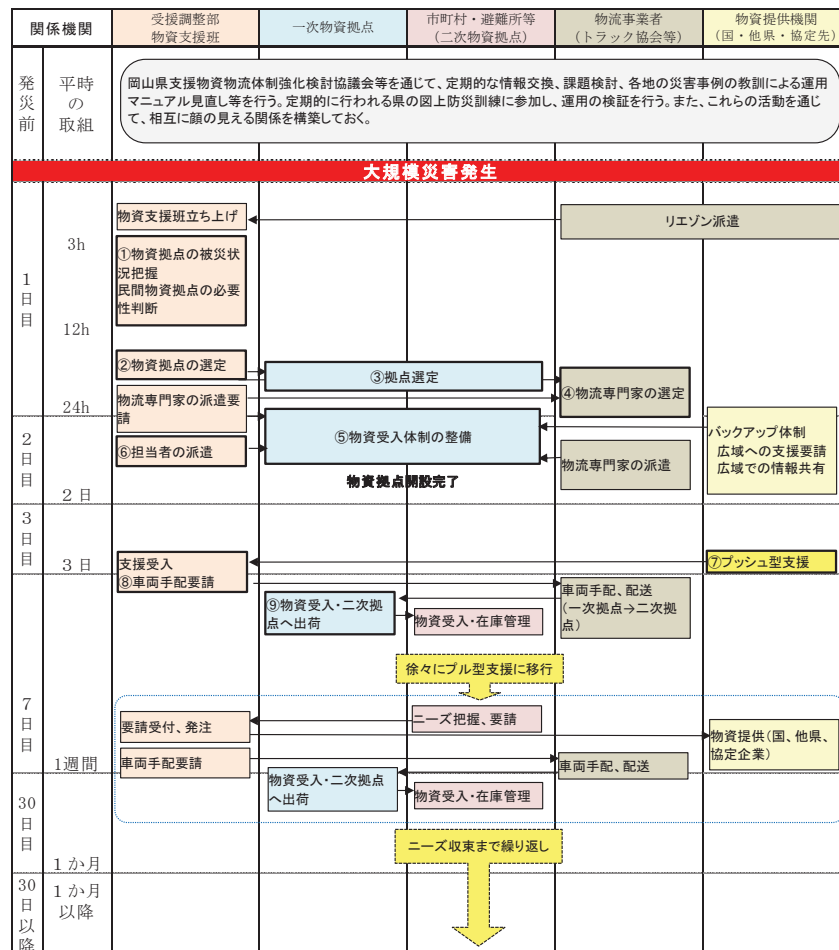 関係機関
受援調整部
物資支援班
一次物資拠点
市町村・避難所等
(二次物資拠点)
物流事業者
(トラック協会等)
物資提供機関
(国・他県・協定先)
発災前
平時の取組
岡山県支援物資物流体制強化検討協議会等を通じて、定期的な情報交換、課題検討、各地の災害事例の教訓による運用
マニュアル見直し等を行う。定期的に行われる県の図上防災訓練に参加し、運用の検証を行う。また、これらの活動を通じ
て、相互に顔の見える関係を構築しておく。
大規模災害発生
1日目
3h
物資支援班立ち上げ
リエゾン派遣
①物資拠点の被災状
況把握
民間物資拠点の必要
性判断
12h
②物資拠点の選定
③拠点選定
④物流専門家の選定
24h
物流専門家の派遣要
請
2日目
⑤物資受入体制の整備
バックアップ体制
広域への支援要請
広域での情報共有
⑥担当者の派遣
物流専門家の派遣
物資拠点開設完了
2日
3日目
3日
支援受入
⑧車両手配要請
⑦プッシュ型支援
車両手配、配送
(一次拠点→二次拠
点)
⑨物資受入・二次拠
点へ出荷
物資受入・在庫管理
徐々にプル型支援に移行
7日目
ニーズ把握、要請
要請受付、発注
物資提供(国、他県、
協定企業)
1週間
車両手配要請
車両手配、配送
物資受入・二次拠点
へ出荷
物資受入・在庫管理
30日目
ニーズ収束まで繰り返し
1か月
30日以降
1か月
以降